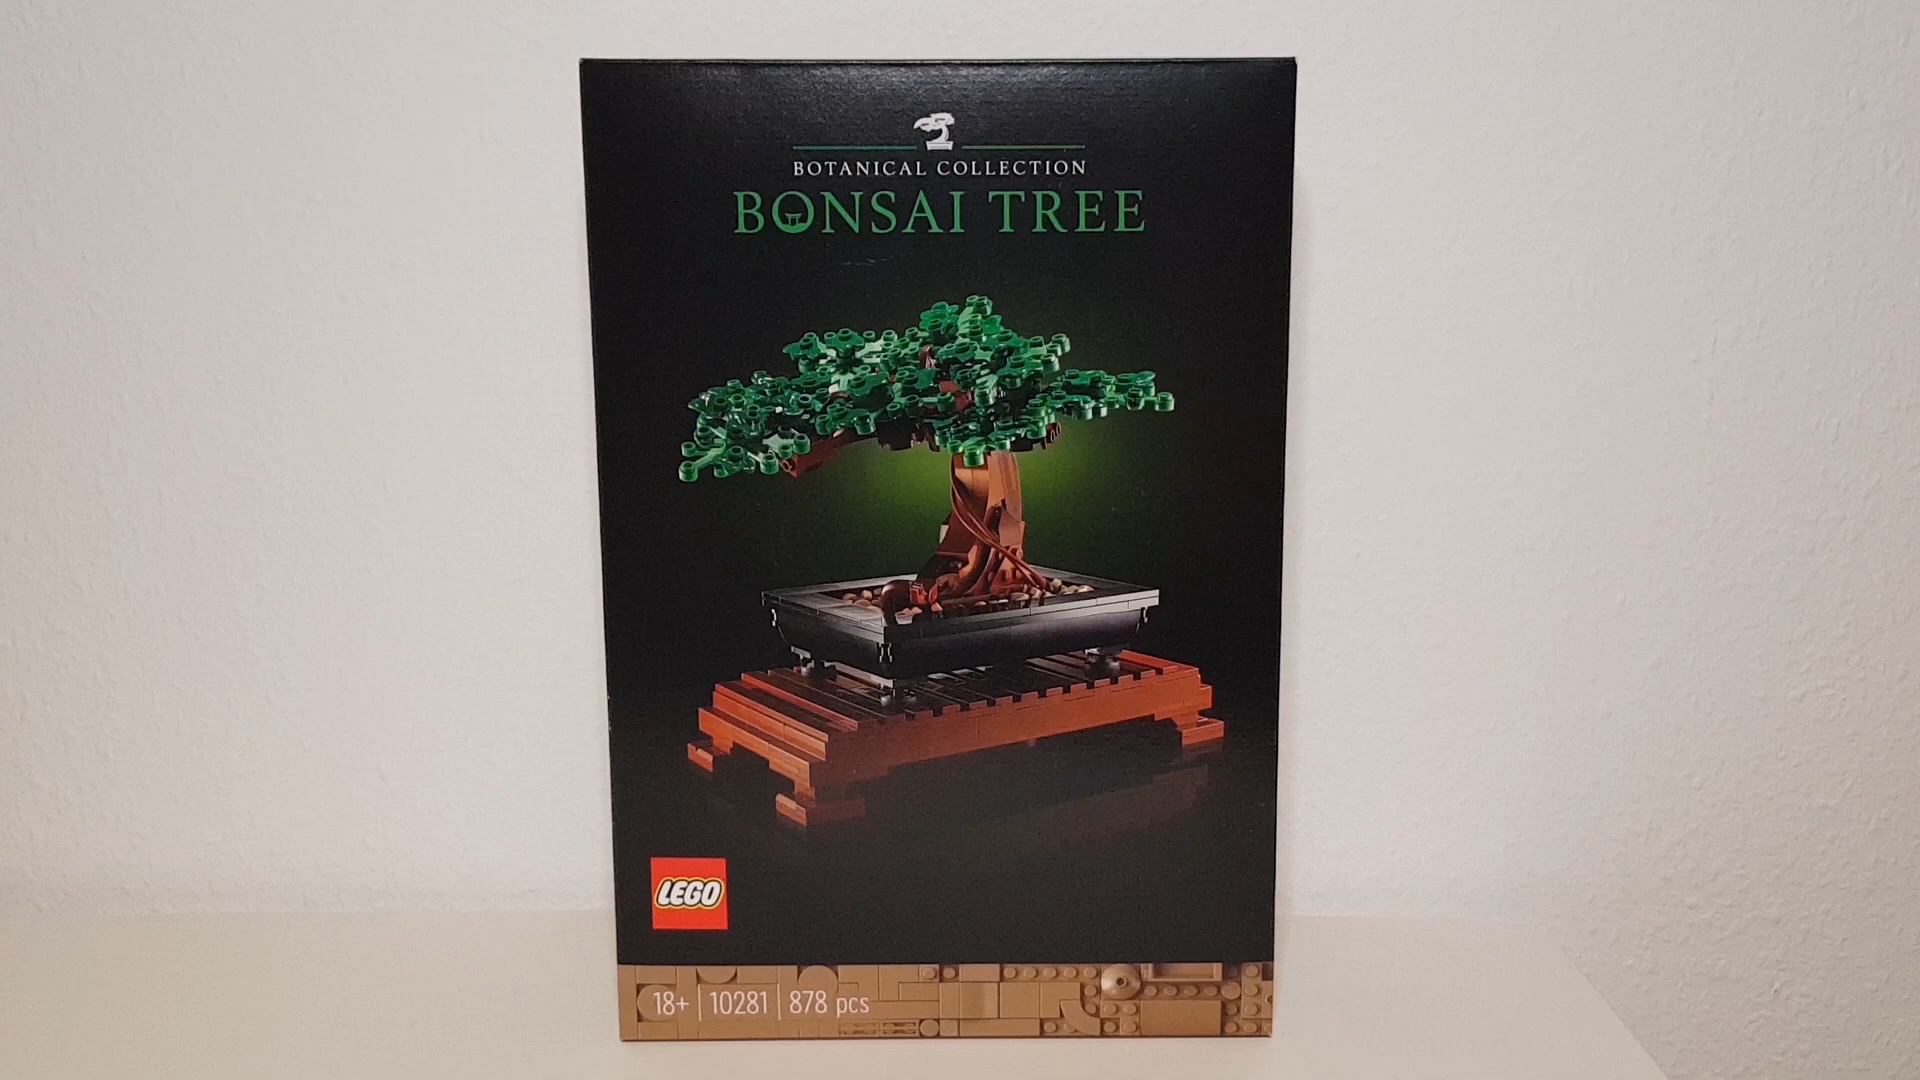 BOTANICAL COLLECTION
BONSAI TREE
LEGO
18+ | 10281 | 878 pcs